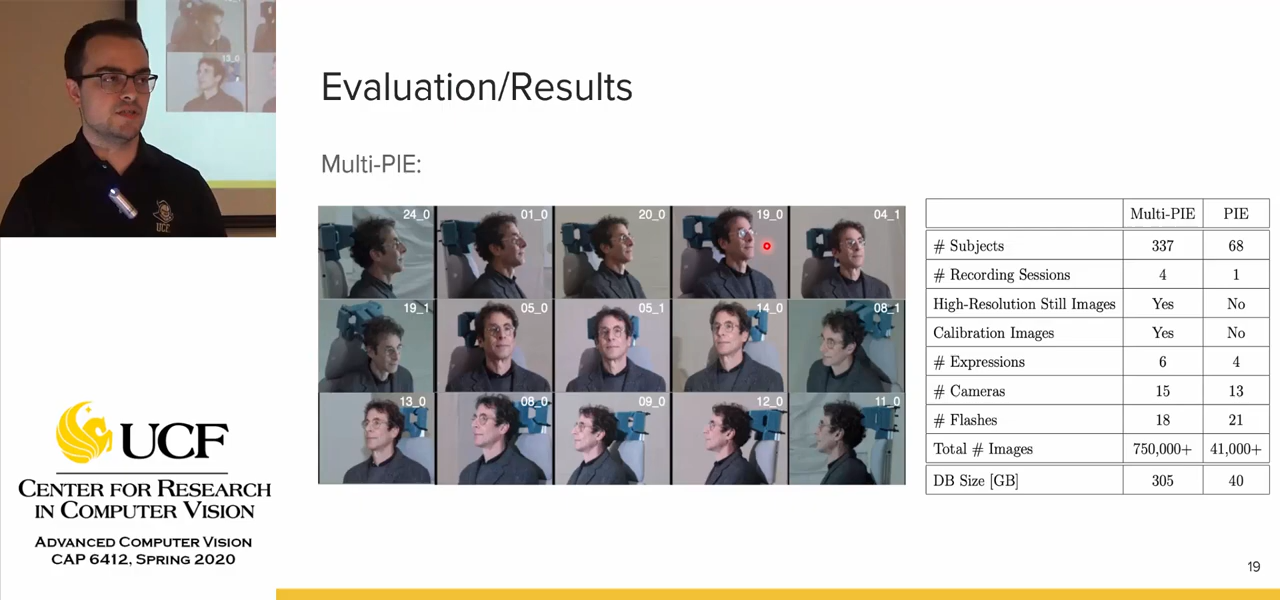 13_0
UCF
UCF
CENTER FOR RESEARCH
IN COMPUTER VISION
ADVANCED COMPUTER VISION
CAP 6412, SPRING 2020
Evaluation/Results
Multi-PIE:
24_0 01_0 20_0 19_0 04_1
19_1 05_0 05_1 14_0 08_1
13_0 08_0 09_0 12_0 11_0
Multi-PIE PIE
# Subjects 337 68
# Recording Sessions 4 1
High-Resolution Still Images Yes No
Calibration Images Yes No
# Expressions 6 4
# Cameras 15 13
# Flashes 18 21
Total # Images 750,000+ 41,000+
DB Size [GB] 305 40
19